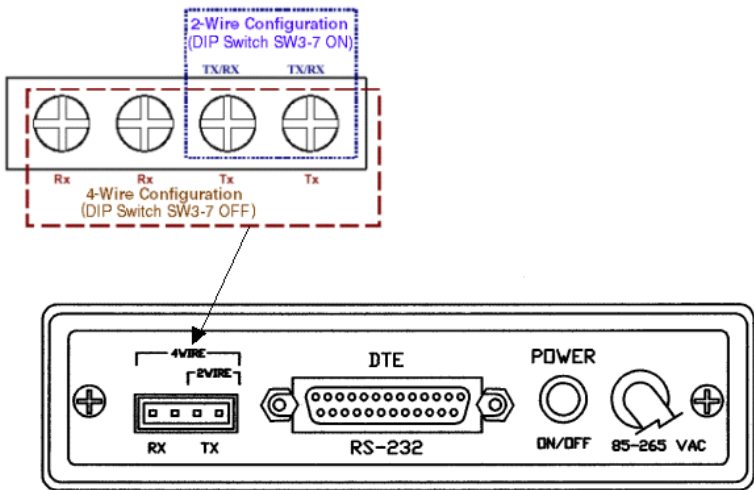 2-Wire Configuration
(DIP Switch SW3-7 ON)
TX/RX TX/RX
Rx Rx Tx Tx
4-Wire Configuration
(DIP Switch SW3-7 OFF)
4WIRE
2WIRE
RX TX
DTE
RS-232
POWER
ON/OFF
85-265 VAC